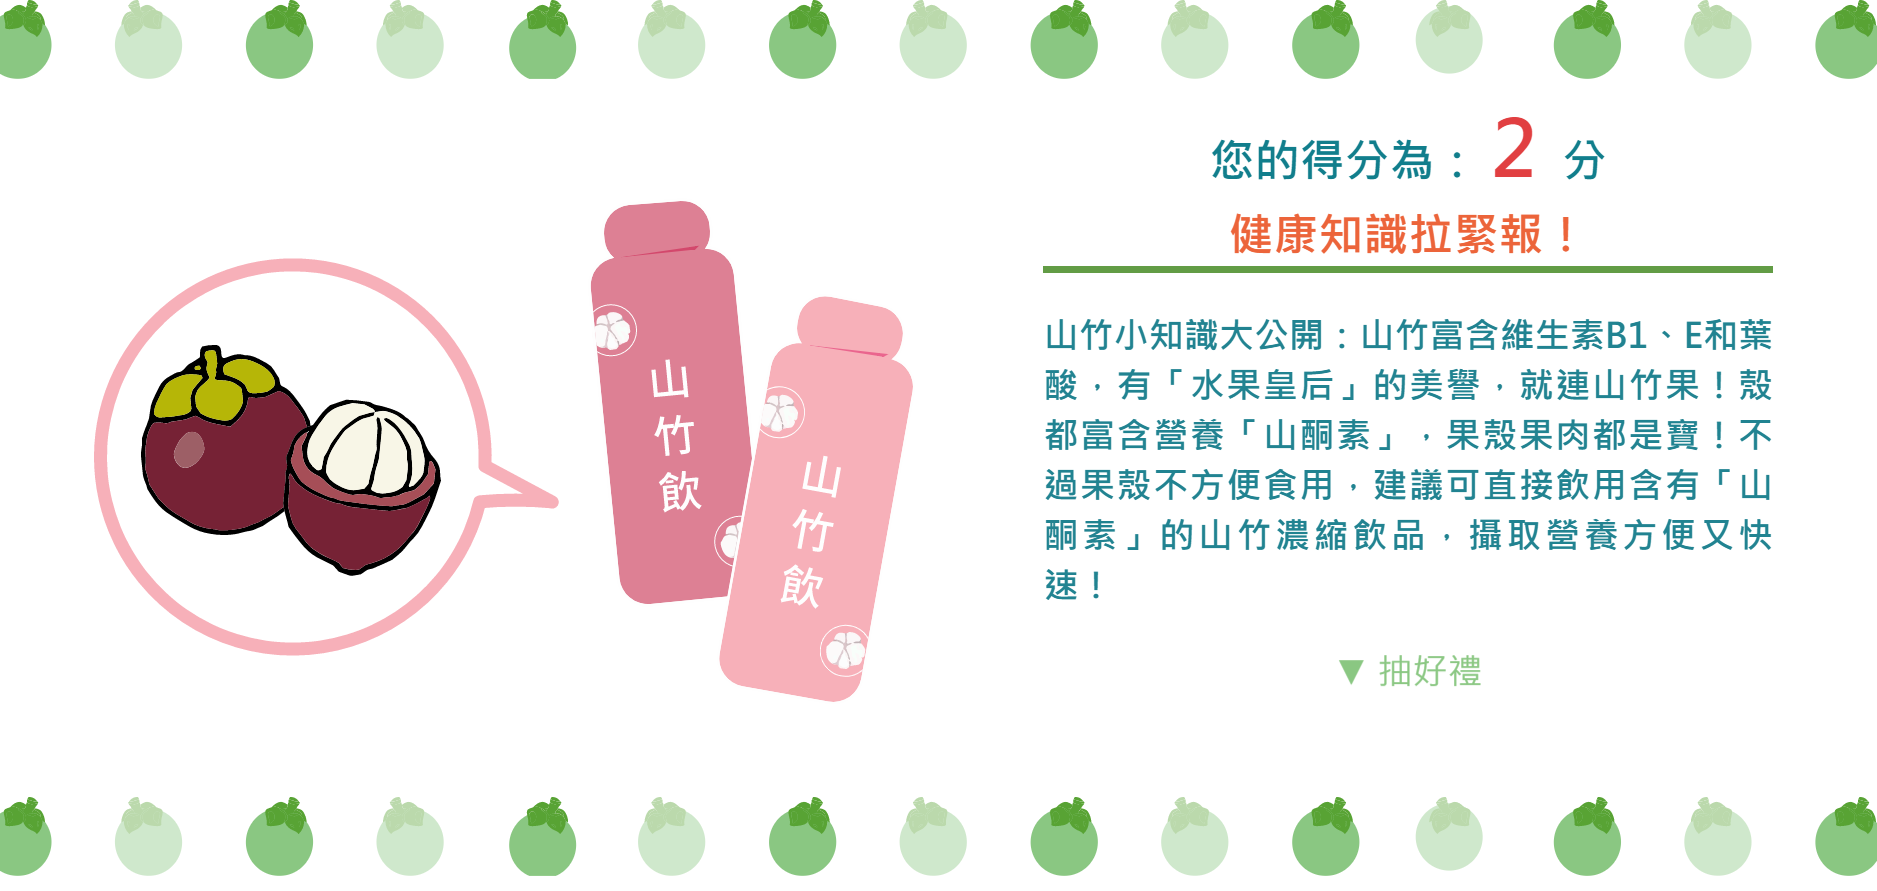 山竹飲
山竹飲
您的得分為：2 分
健康知識拉緊報！
山竹小知識大公開：山竹富含維生素B1、E和葉
酸，有「水果皇后」的美譽，就連山竹果！殼
都富含營養「山酮素」，果殼果肉都是寶！不
過果殼不方便食用，建議可直接飲用含有「山
酮素」的山竹濃縮飲品，攝取營養方便又快
速！
▼ 抽好禮